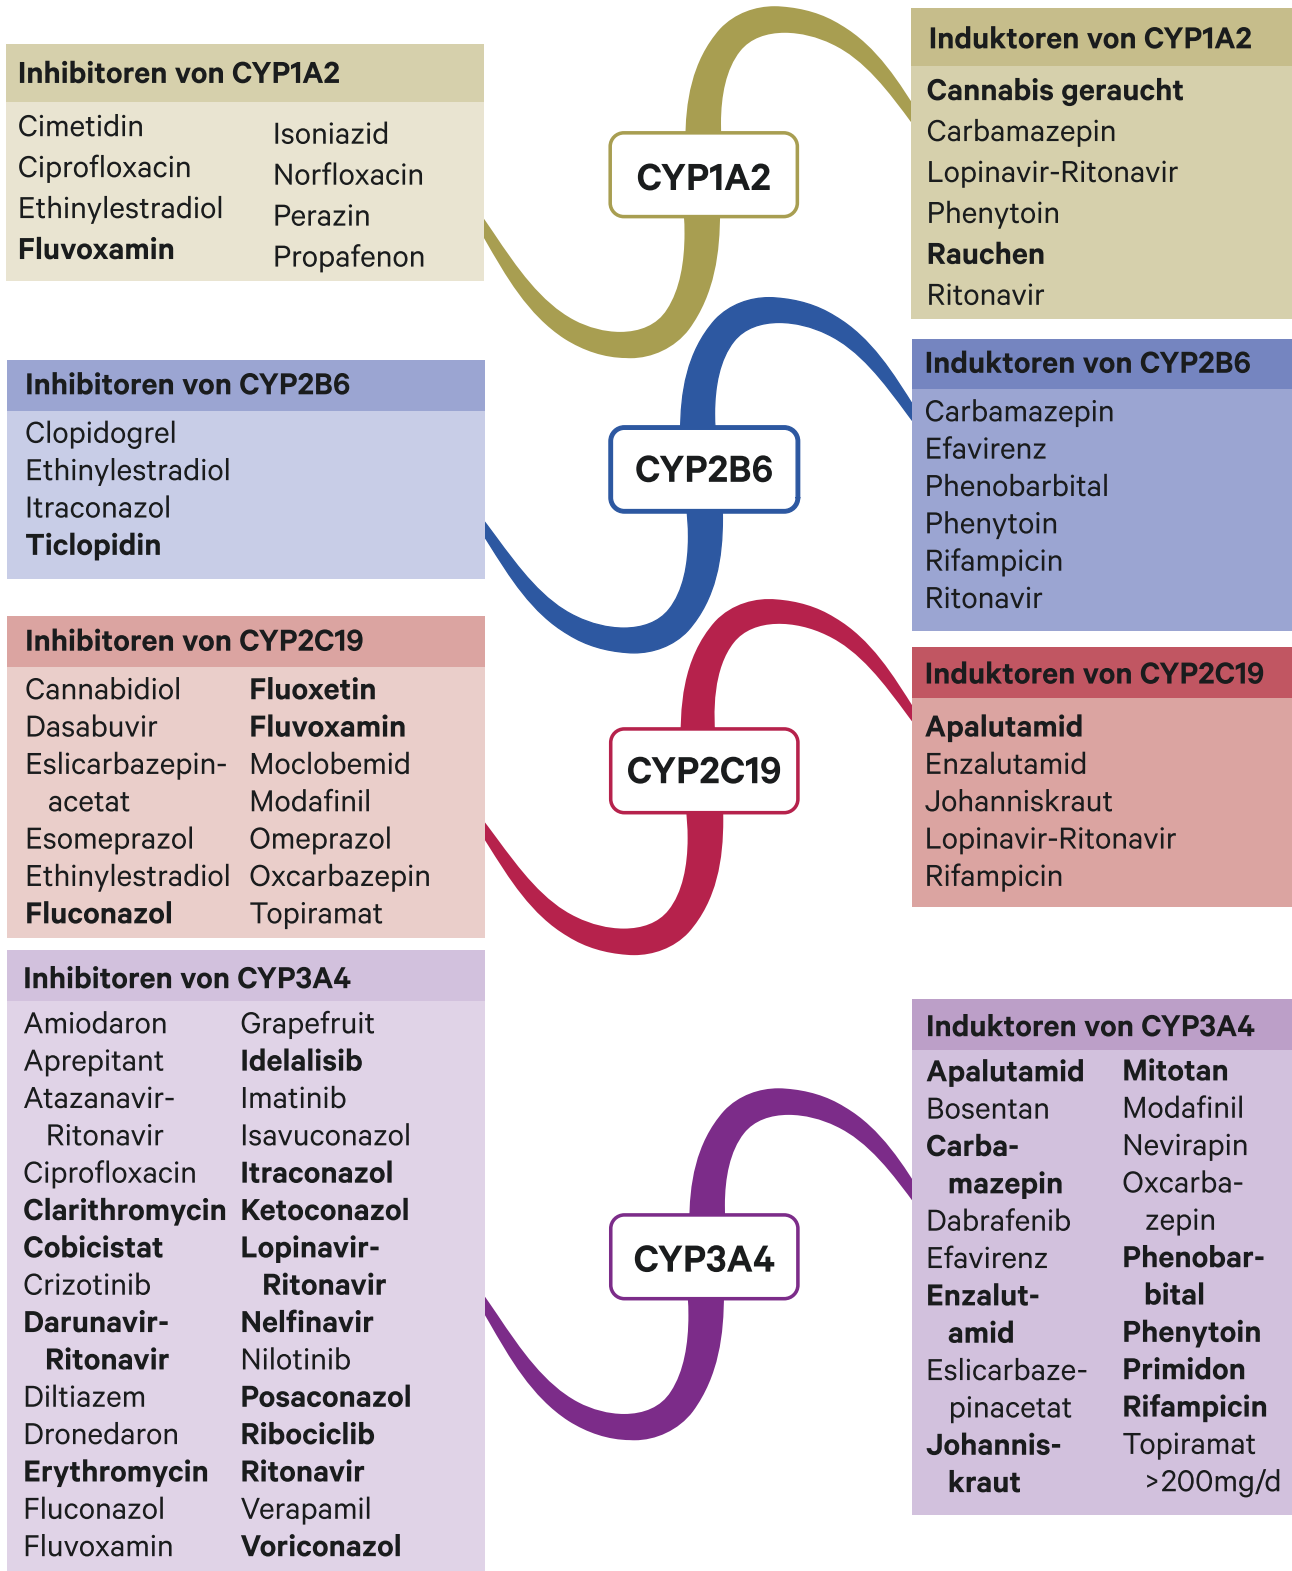 Inhibitoren von CYP1A2
Cimetidin
Ciprofloxacin
Ethinylestradiol
Fluvoxamin
Isoniazid
Norfloxacin
Perazin
Propafenon
CYP1A2
Induktoren von CYP1A2
Cannabis geraucht
Carbamazepin
Lopinavir-Ritonavir
Phenytoin
Rauchen
Ritonavir
Inhibitoren von CYP2B6
Clopidogrel
Ethinylestradiol
Itraconazol
Ticlopidin
CYP2B6
Induktoren von CYP2B6
Carbamazepin
Efavirenz
Phenobarbital
Phenytoin
Rifampicin
Ritonavir
Inhibitoren von CYP2C19
Cannabidiol
Dasabuvir
Eslicarbazepin-
acetat
Esomeprazol
Ethinylestradiol
Fluconazol
Fluoxetin
Fluvoxamin
Moclobemid
Modafinil
Omeprazol
Oxcarbazepin
Topiramat
CYP2C19
Induktoren von CYP2C19
Apalutamid
Enzalutamid
Johanniskraut
Lopinavir-Ritonavir
Rifampicin
Inhibitoren von CYP3A4
Amiodaron
Aprepitant
Atazanavir-
Ritonavir
Ciprofloxacin
Clarithromycin
Cobicistat
Crizotinib
Darunavir-
Ritonavir
Diltiazem
Dronedaron
Erythromycin
Fluconazol
Fluvoxamin
Grapefruit
Idelalisib
Imatinib
Isavuconazol
Itraconazol
Ketoconazol
Lopinavir-
Ritonavir
Nelfinavir
Nilotinib
Posaconazol
Ribociclib
Ritonavir
Verapamil
Voriconazol
CYP3A4
Induktoren von CYP3A4
Apalutamid
Bosentan
Carba-
mazepin
Dabrafenib
Efavirenz
Enzalut-
amid
Eslicarbaze-
pinacetat
Johannis-
kraut
Mitotan
Modafinil
Nevirapin
Oxcarba-
zepin
Phenobar-
bital
Phenytoin
Primidon
Rifampicin
Topiramat
>200mg/d